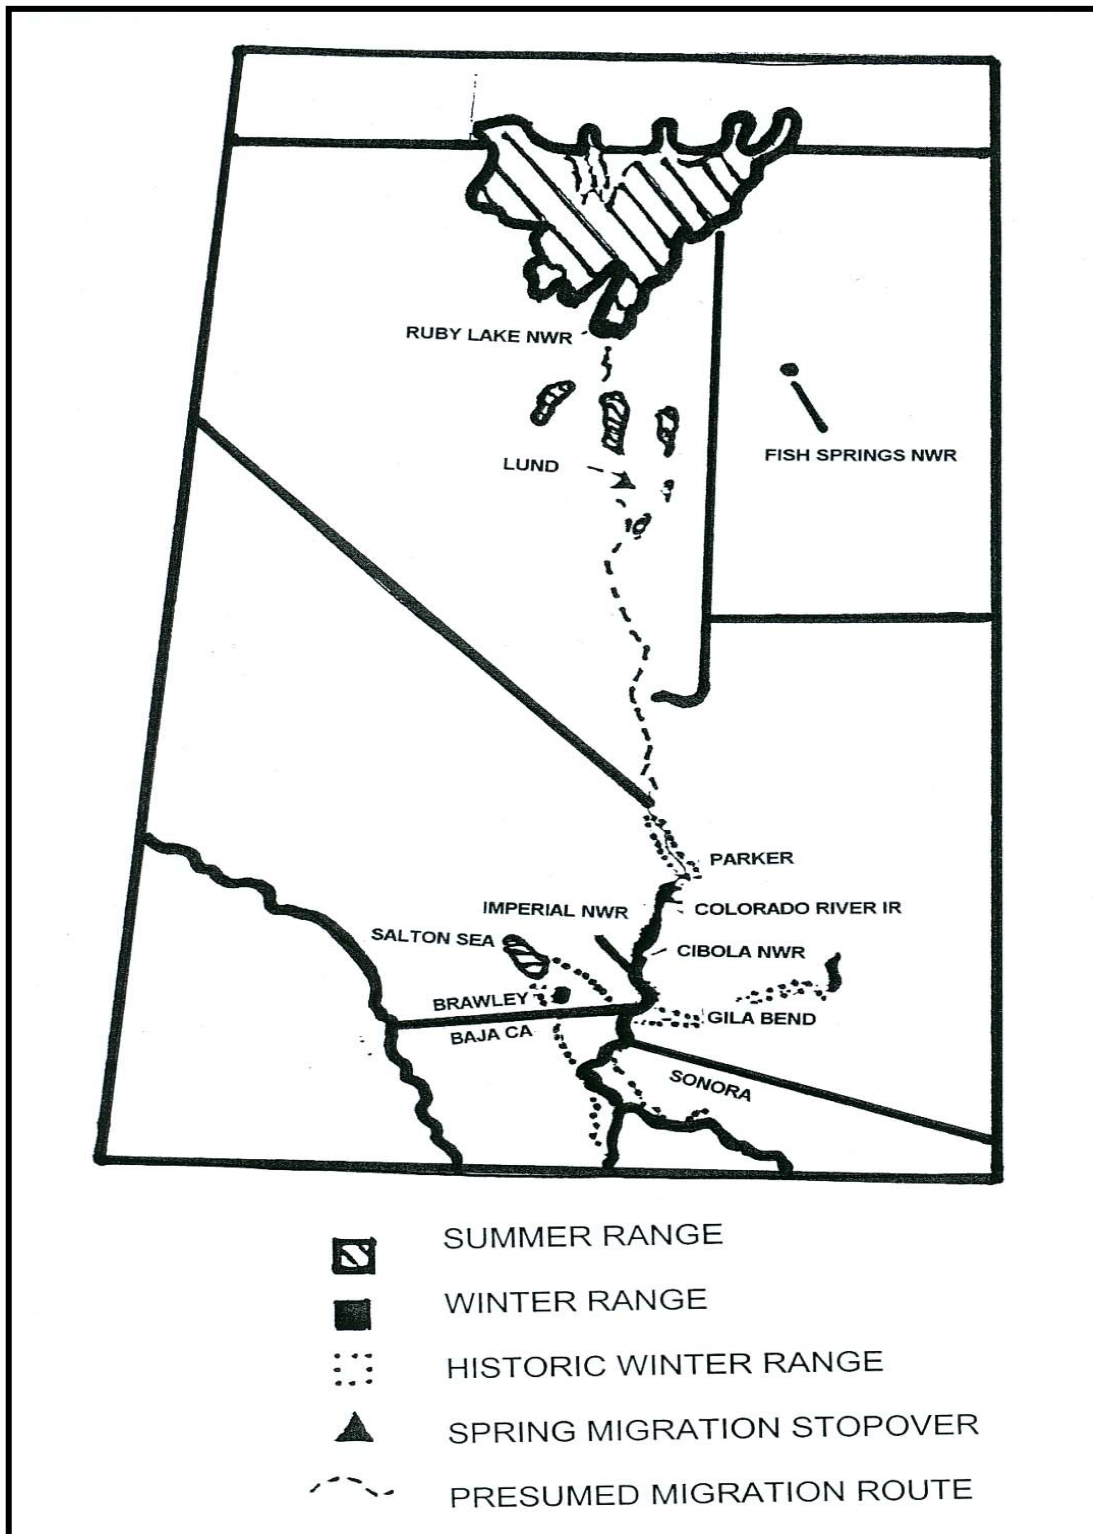 RUBY LAKE NWR
FISH SPRINGS NWR
LUND
PARKER
COLORADO RIVER IR
IMPERIAL NWR
SALTON SEA
CIBOLA NWR
BRAWLEY
GILA BEND
BAJA CA
SONORA
SUMMER RANGE
WINTER RANGE
HISTORIC WINTER RANGE
SPRING MIGRATION STOPOVER
PRESUMED MIGRATION ROUTE